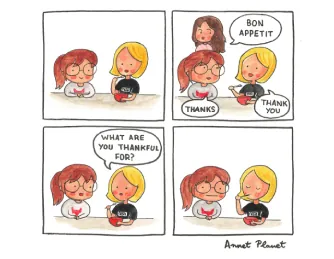 BON
APPETIT
THANKS
THANK
YOU
WHAT ARE
YOU THANKFUL
FOR?
Annet Planet